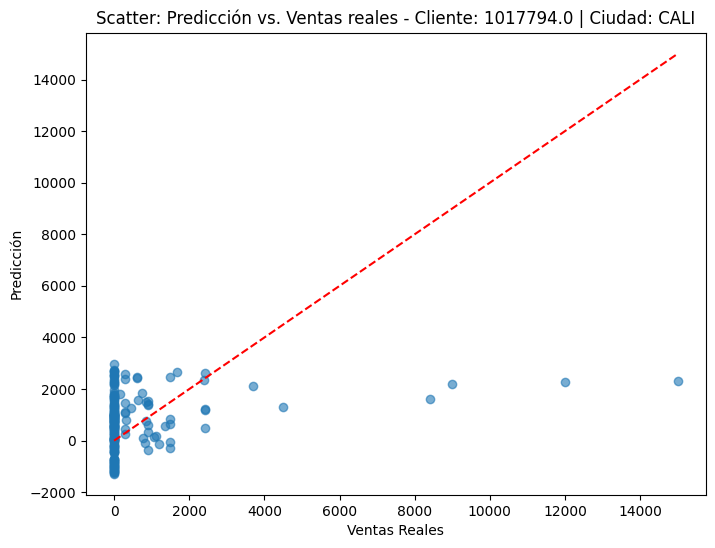 Scatter: Predicción vs. Ventas reales - Cliente: 1017794.0 | Ciudad: CALI
14000
12000
10000
8000
6000
4000
2000
0
−2000
Predicción
0 2000 4000 6000 8000 10000 12000 14000
Ventas Reales